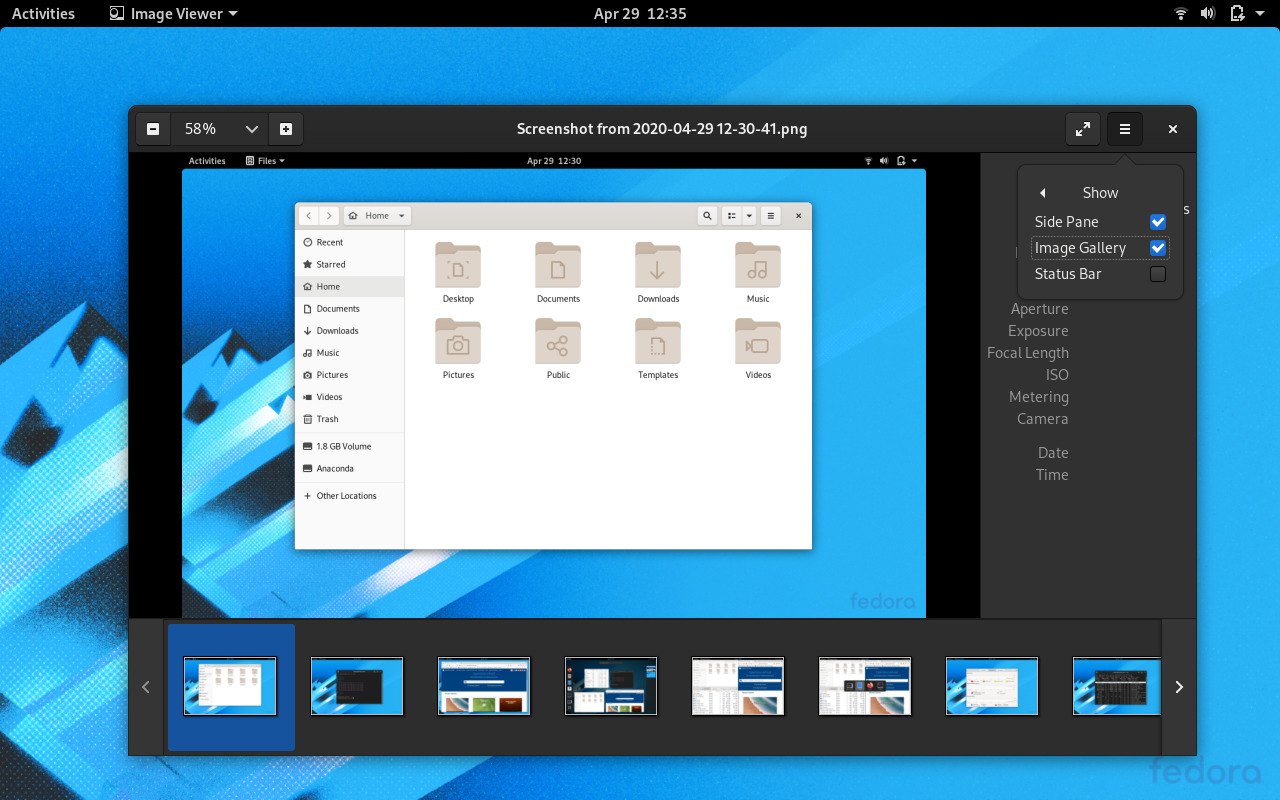 Activities Image Viewer Apr 29 12:35
58% Screenshot from 2020-04-29 12-30-41.png
Activities Files Apr 29 12:30
Home
Recent
Starred
Home
Documents
Downloads
Music
Pictures
Videos
Trash
1.8 GB Volume
Anaconda
Other Locations
Desktop Documents Downloads Music
Pictures Public Templates Videos
fedora
Show
Side Pane
Image Gallery
Status Bar
Aperture
Exposure
Focal Length
ISO
Metering
Camera
Date
Time
fedora